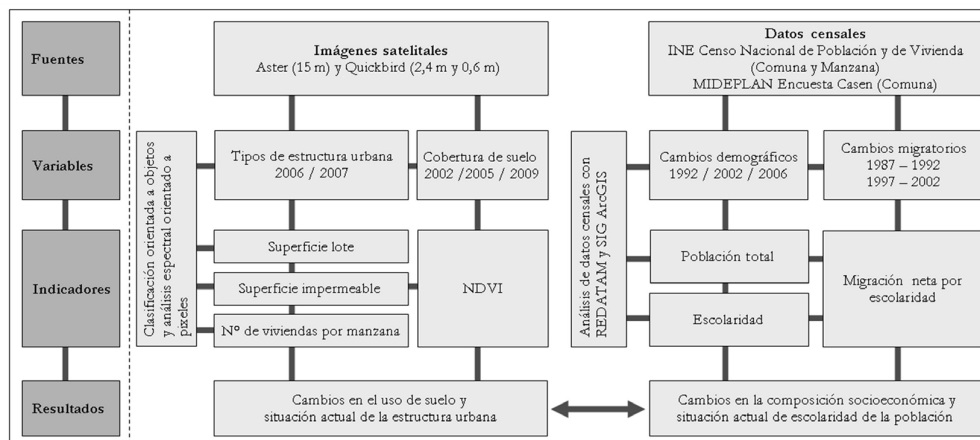 Fuentes
Imágenes satelitales
Aster (15 m) y Quickbird (2,4 m y 0,6 m)
Datos censales
INE Censo Nacional de Población y de Vivienda
(Comuna y Manzana)
MIDEPLAN Encuesta Casen (Comuna)
Variables
Clasificación orientada a objetos
y análisis espectral orientado a
pixeles
Tipos de estructura urbana
2006 / 2007
Cobertura de suelo
2002 /2005 / 2009
Análisis de datos censales con
REDATAM y SIG ArcGIS
Cambios demográficos
1992 / 2002 / 2006
Cambios migratorios
1987 – 1992
1997 – 2002
Indicadores
Superficie lote
Superficie impermeable
Nº de viviendas por manzana
NDVI
Población total
Escolaridad
Migración neta por
escolaridad
Resultados
Cambios en el uso de suelo y
situación actual de la estructura urbana
Cambios en la composición socioeconómica y
situación actual de escolaridad de la población